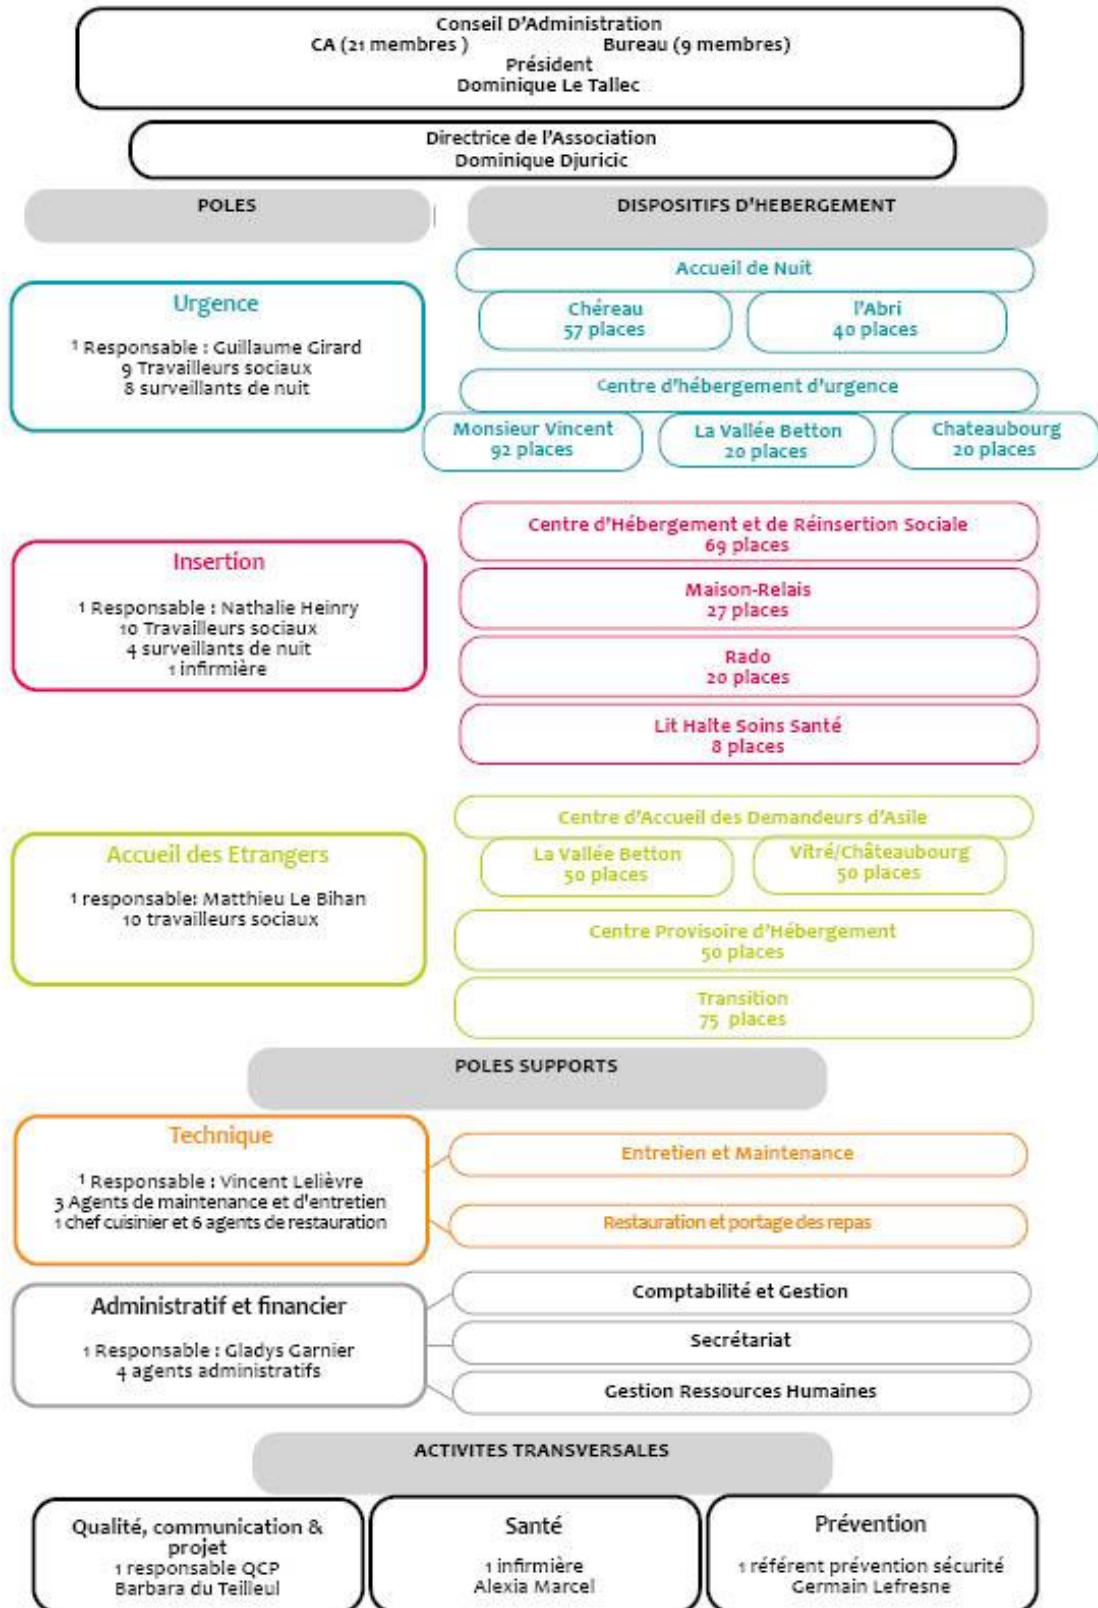 Conseil D'Administration
CA (21 membres ) Bureau (9 membres)
Président
Dominique Le Tallec
Directrice de l'Association
Dominique Djuricic
POLES
DISPOSITIFS D'HEBERGEMENT
Urgence
1 Responsable : Guillaume Girard
9 Travailleurs sociaux
8 surveillants de nuit
Accueil de Nuit
Chéreau
57 places
l'Abri
40 places
Centre d'hébergement d'urgence
Monsieur Vincent
92 places
La Vallée Betton
20 places
Chateaubourg
20 places
Insertion
1 Responsable : Nathalie Heinry
10 Travailleurs sociaux
4 surveillants de nuit
1 infirmière
Centre d'Hébergement et de Réinsertion Sociale
69 places
Maison-Relais
27 places
Rado
20 places
Lit Halte Soins Santé
8 places
Accueil des Etrangers
1 responsable: Matthieu Le Bihan
10 travailleurs sociaux
Centre d'Accueil des Demandeurs d'Asile
La Vallée Betton
50 places
Vitré/Châteaubourg
50 places
Centre Provisoire d'Hébergement
50 places
Transition
75 places
POLES SUPPORTS
Technique
1 Responsable : Vincent Lelièvre
3 Agents de maintenance et d'entretien
1 chef cuisinier et 6 agents de restauration
Entretien et Maintenance
Restauration et portage des repas
Administratif et financier
1 Responsable : Gladys Garnier
4 agents administratifs
Comptabilité et Gestion
Secrétariat
Gestion Ressources Humaines
ACTIVITES TRANSVERSALES
Qualité, communication &
projet
1 responsable QCP
Barbara du Teilleul
Santé
1 infirmière
Alexia Marcel
Prévention
1 référent prévention sécurité
Germain Lefresne